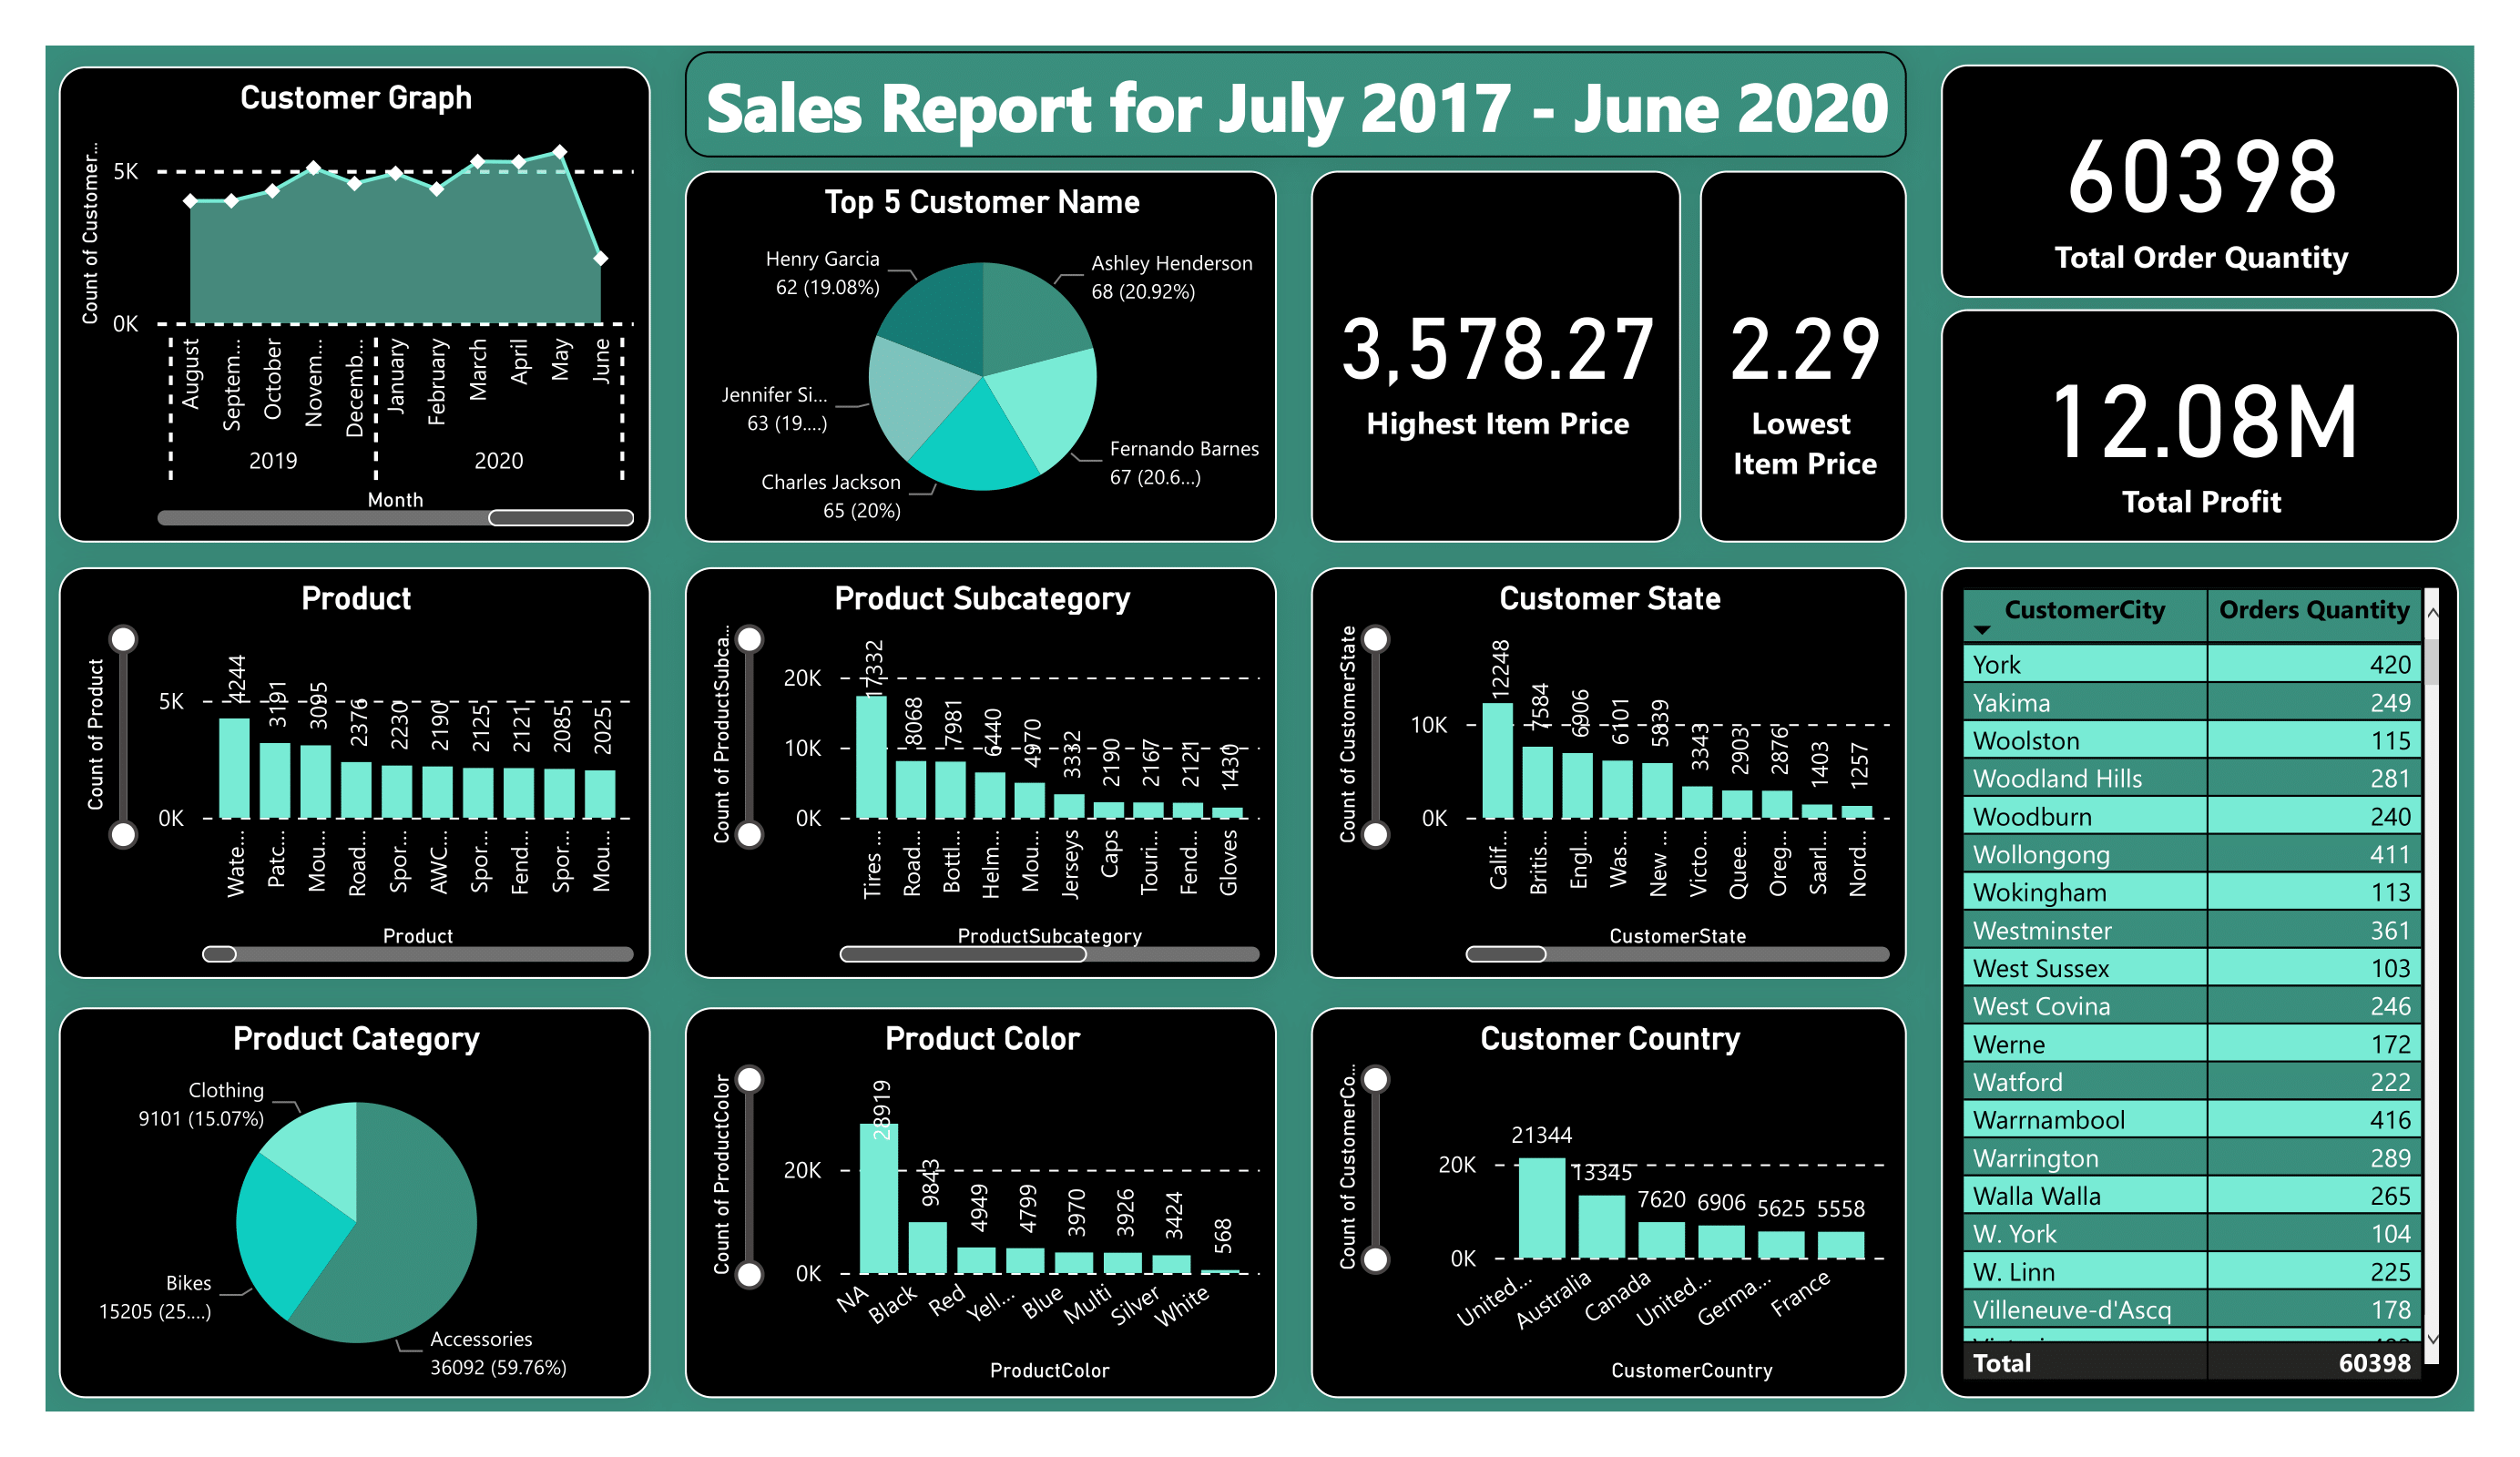 Sales Report for July 2017 - June 2020
Customer Graph
Count of Customer...
5K
0K
August
Septem...
October
Novem...
Decemb...
January
February
March
April
May
June
2019
2020
Month
Top 5 Customer Name
Henry Garcia
62 (19.08%)
Ashley Henderson
68 (20.92%)
Jennifer Si...
63 (19....)
Fernando Barnes
67 (20.6...)
Charles Jackson
65 (20%)
3,578.27
Highest Item Price
2.29
Lowest
Item Price
60398
Total Order Quantity
12.08M
Total Profit
Product
Count of Product
5K
0K
4244
3191
3095
2376
2230
2190
2125
2121
2085
2025
Wate...
Patc...
Mou...
Road...
Spor...
AWC...
Spor...
Fend...
Spor...
Mou...
Product
Product Subcategory
Count of ProductSubca...
20K
10K
0K
17332
8068
7981
6440
4970
3332
2190
2167
2121
1430
Tires ...
Road...
Bottl...
Helm...
Mou...
Jerseys
Caps
Touri...
Fend...
Gloves
ProductSubcategory
Customer State
Count of CustomerState
10K
0K
12248
7584
6906
6101
5839
3343
2903
2876
1403
1257
Calif...
Britis...
Engl...
Was...
New ...
Victo...
Quee...
Oreg...
Saarl...
Nord...
CustomerState
CustomerCity Orders Quantity
York 420
Yakima 249
Woolston 115
Woodland Hills 281
Woodburn 240
Wollongong 411
Wokingham 113
Westminster 361
West Sussex 103
West Covina 246
Werne 172
Watford 222
Warrnambool 416
Warrington 289
Walla Walla 265
W. York 104
W. Linn 225
Villeneuve-d'Ascq 178
Total 60398
Product Category
Clothing
9101 (15.07%)
Bikes
15205 (25....)
Accessories
36092 (59.76%)
Product Color
Count of ProductColor
20K
0K
28919
9843
4949
4799
3970
3926
3424
568
NA
Black
Red
Yell...
Blue
Multi
Silver
White
ProductColor
Customer Country
Count of CustomerCo...
20K
0K
21344
13345
7620
6906
5625
5558
United...
Australia
Canada
United...
Germa...
France
CustomerCountry